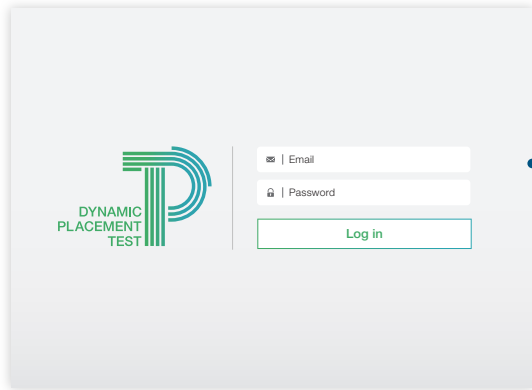 DYNAMIC
PLACEMENT
TEST
Email
Password
Log in